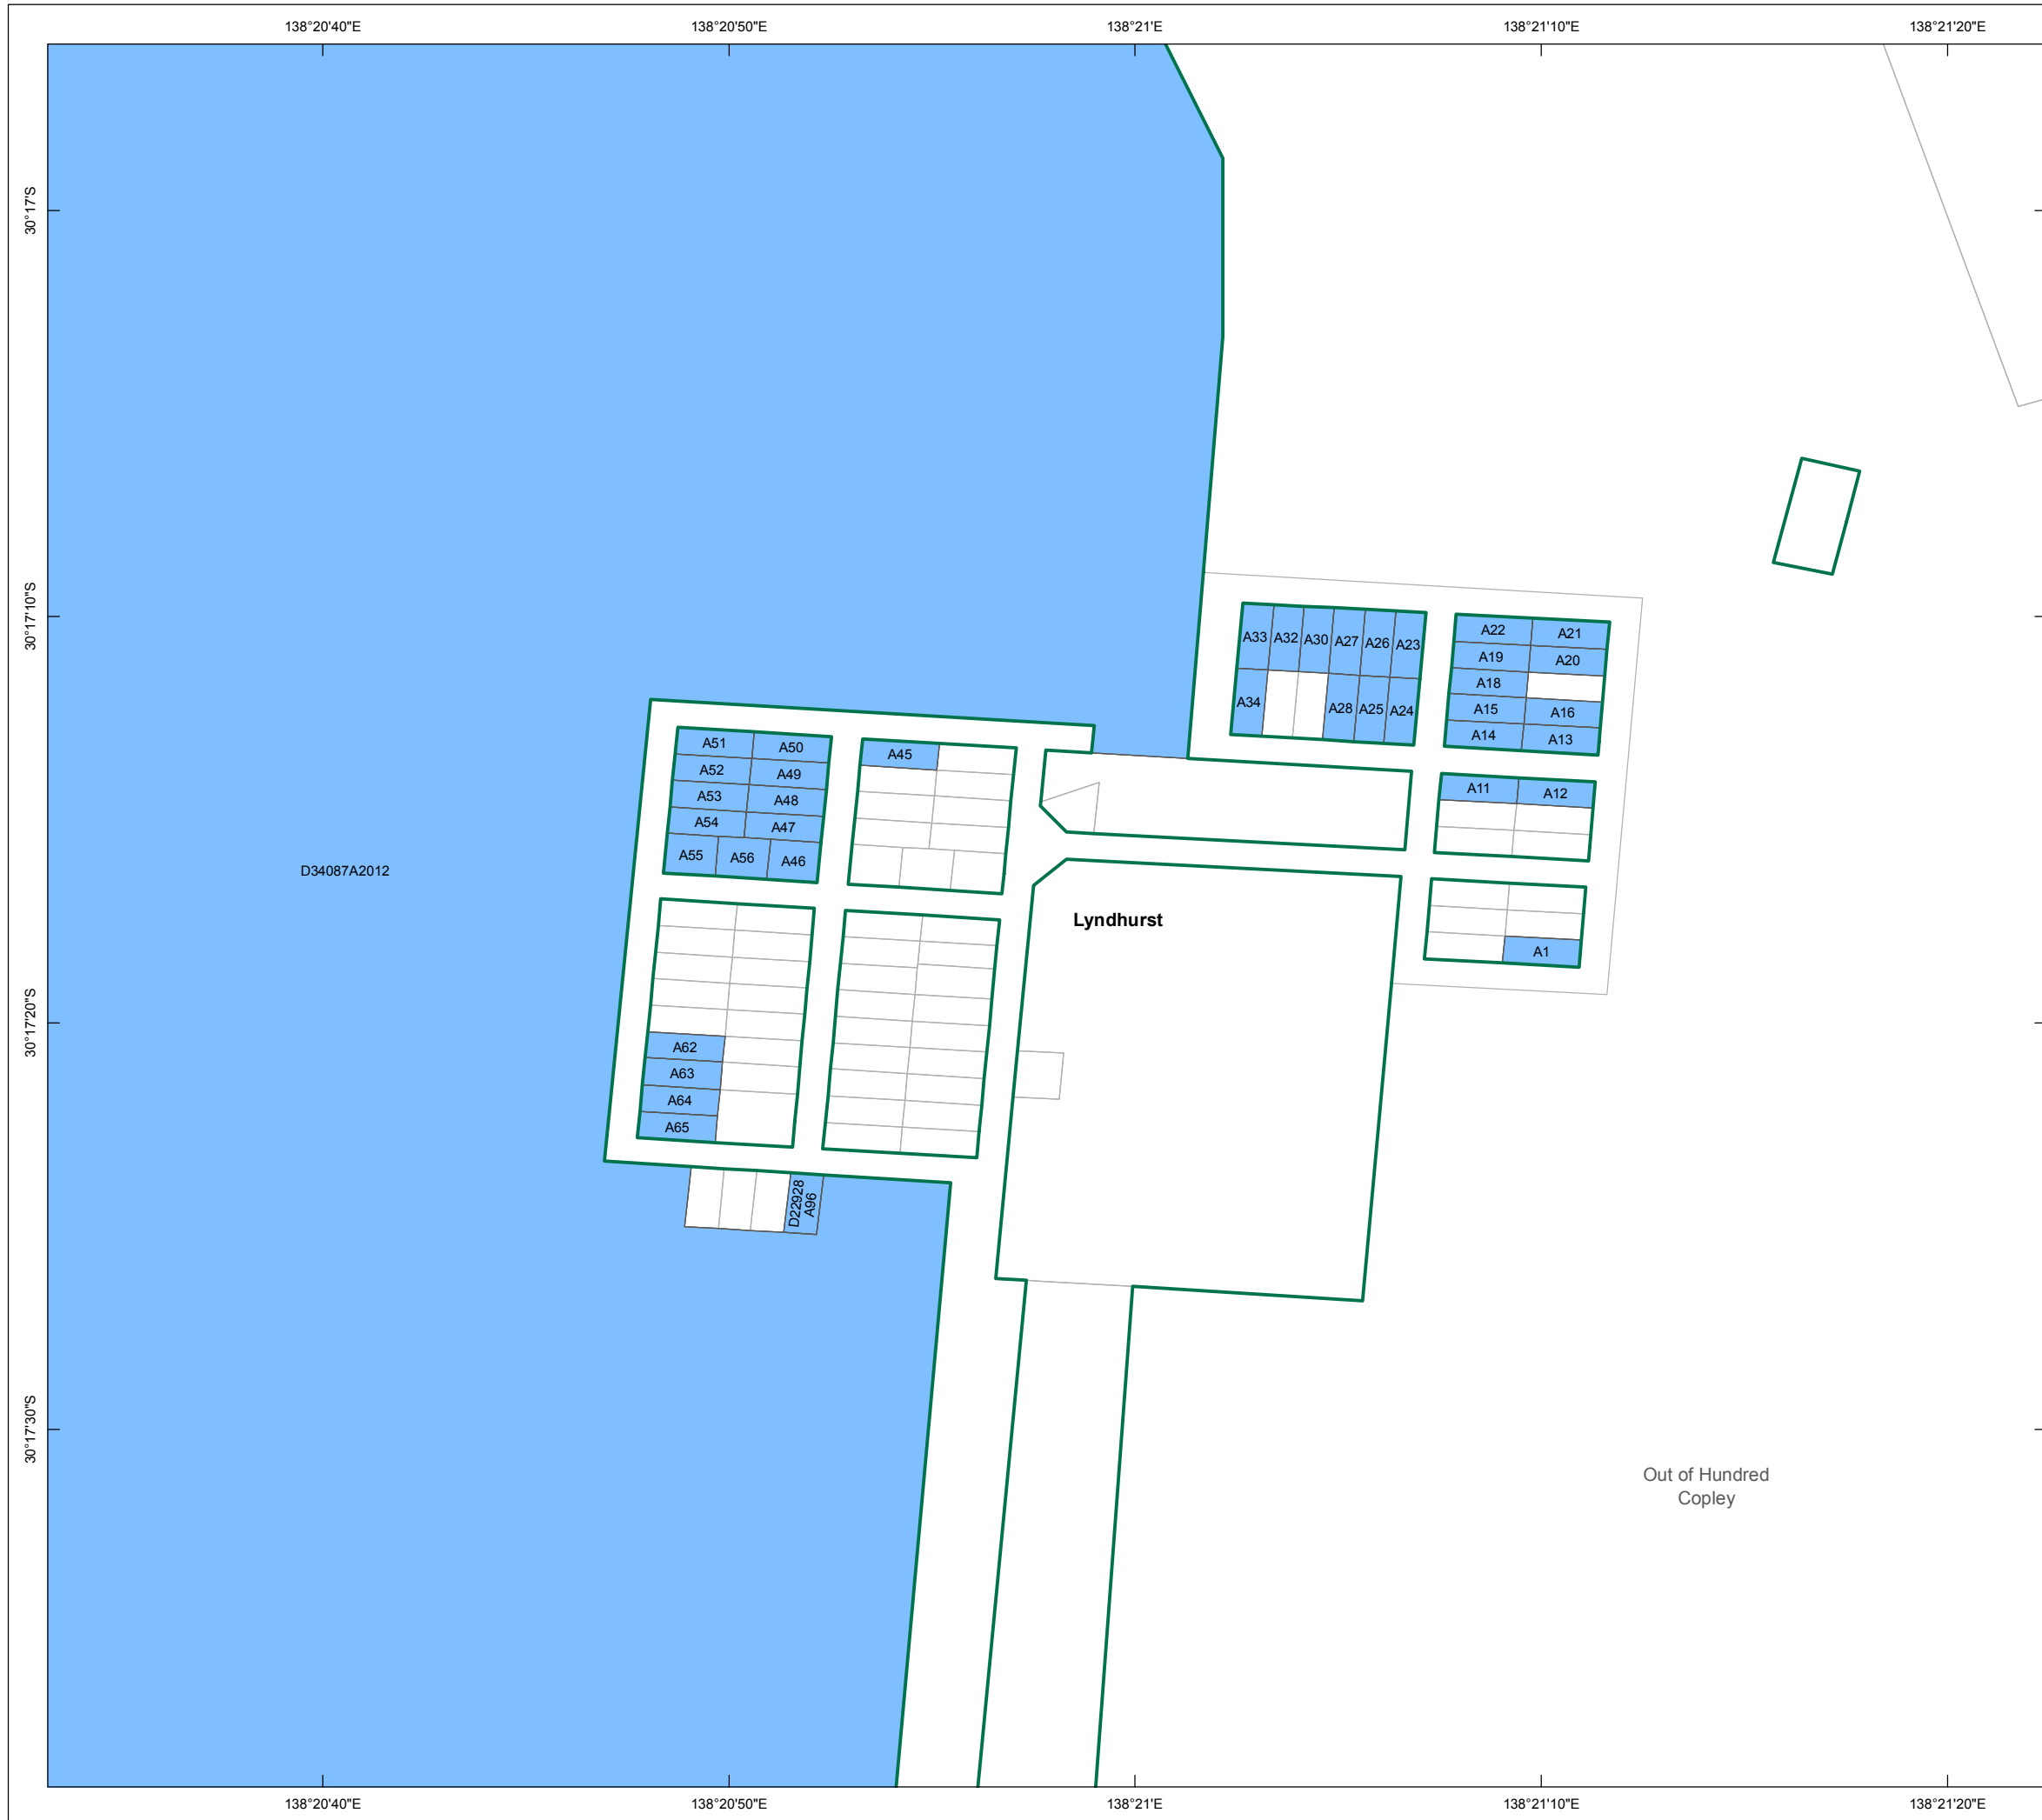 138°20'40"E
138°20'50"E
138°21'E
138°21'10"E
138°21'20"E
30°17'S
30°17'10"S
30°17'20"S
30°17'30"S
A33
A32
A30
A27
A26
A23
A34
A28
A25
A24
A22
A21
A19
A20
A18
A15
A16
A14
A13
A51
A50
A52
A49
A53
A48
A54
A47
A55
A56
A46
A45
A11
A12
D34087A2012
Lyndhurst
A1
A62
A63
A64
A65
D22928
A96
Out of Hundred
Copley
138°20'40"E
138°20'50"E
138°21'E
138°21'10"E
138°21'20"E